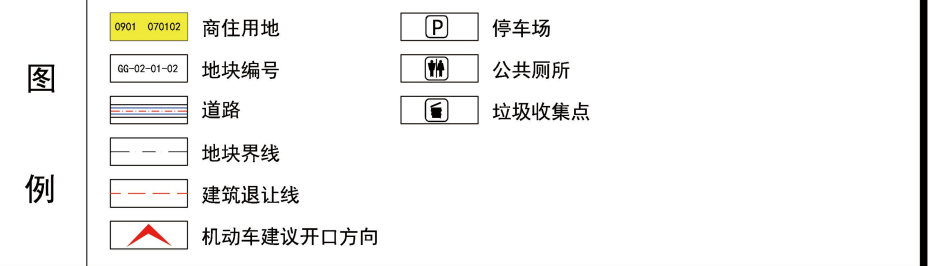 图例
0901 070102 商住用地
GG-02-01-02 地块编号
道路
地块界线
建筑退让线
机动车建议开口方向
P 停车场
公共厕所
垃圾收集点